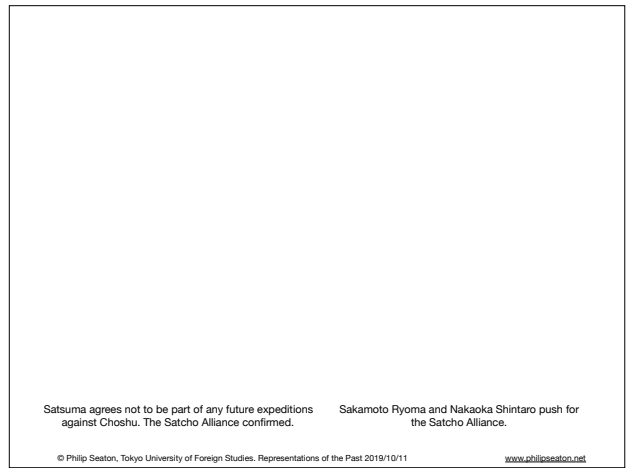 Satsuma agrees not to be part of any future expeditions
against Choshu. The Satcho Alliance confirmed.
Sakamoto Ryoma and Nakaoka Shintaro push for
the Satcho Alliance.
© Philip Seaton, Tokyo University of Foreign Studies. Representations of the Past 2019/10/11
www.philipseaton.net